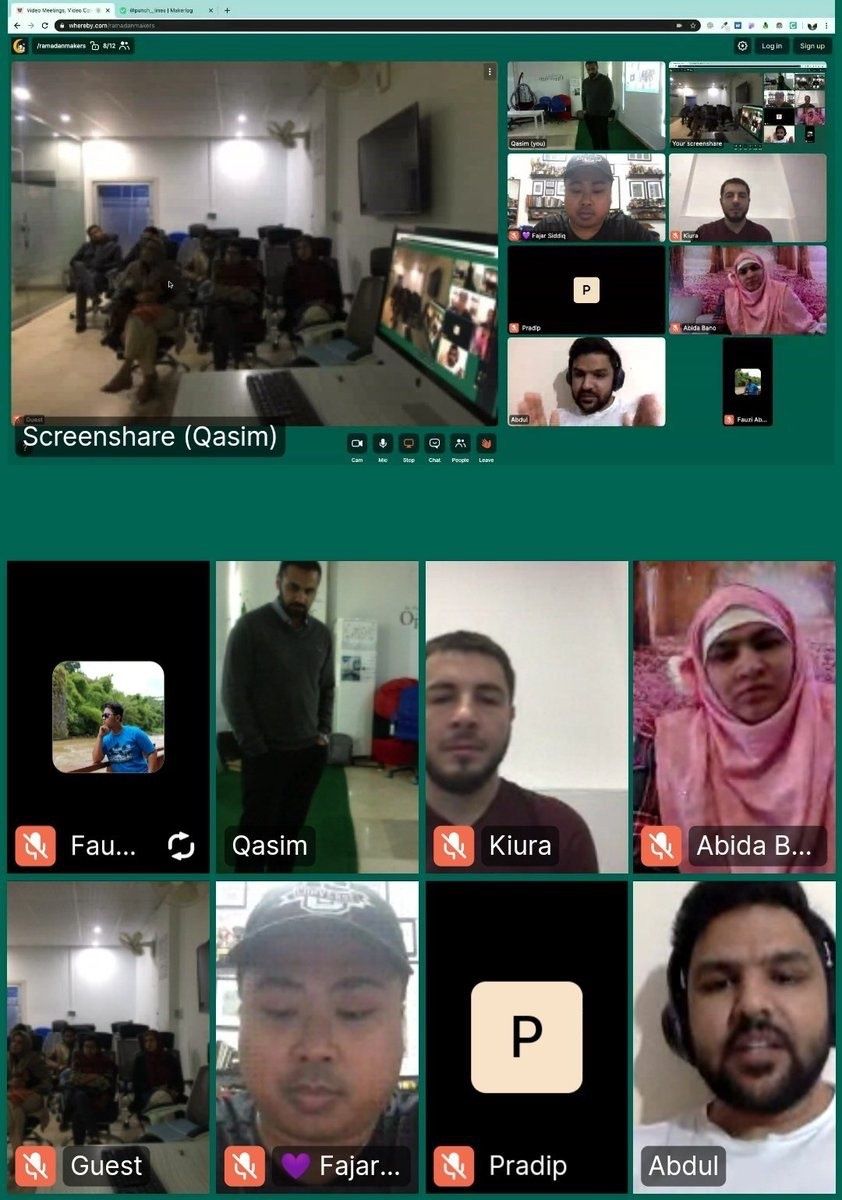 Video Meetings, Video Co
@punch__lines | Makerlog
whereby.com/ramadanmakers
/ramadanmakers
8/12
Log in
Sign up
Qasim (you)
Your screenshare
💜 Fajar Siddiq
Kiura
P
Pradip
Abida Bano
Abdul
Fauzi Ab...
Guest
Screenshare (Qasim)
Cam
Mic
Stop
Chat
People
Leave
Fau...
Qasim
Kiura
Abida B...
Guest
💜 Fajar...
P
Pradip
Abdul